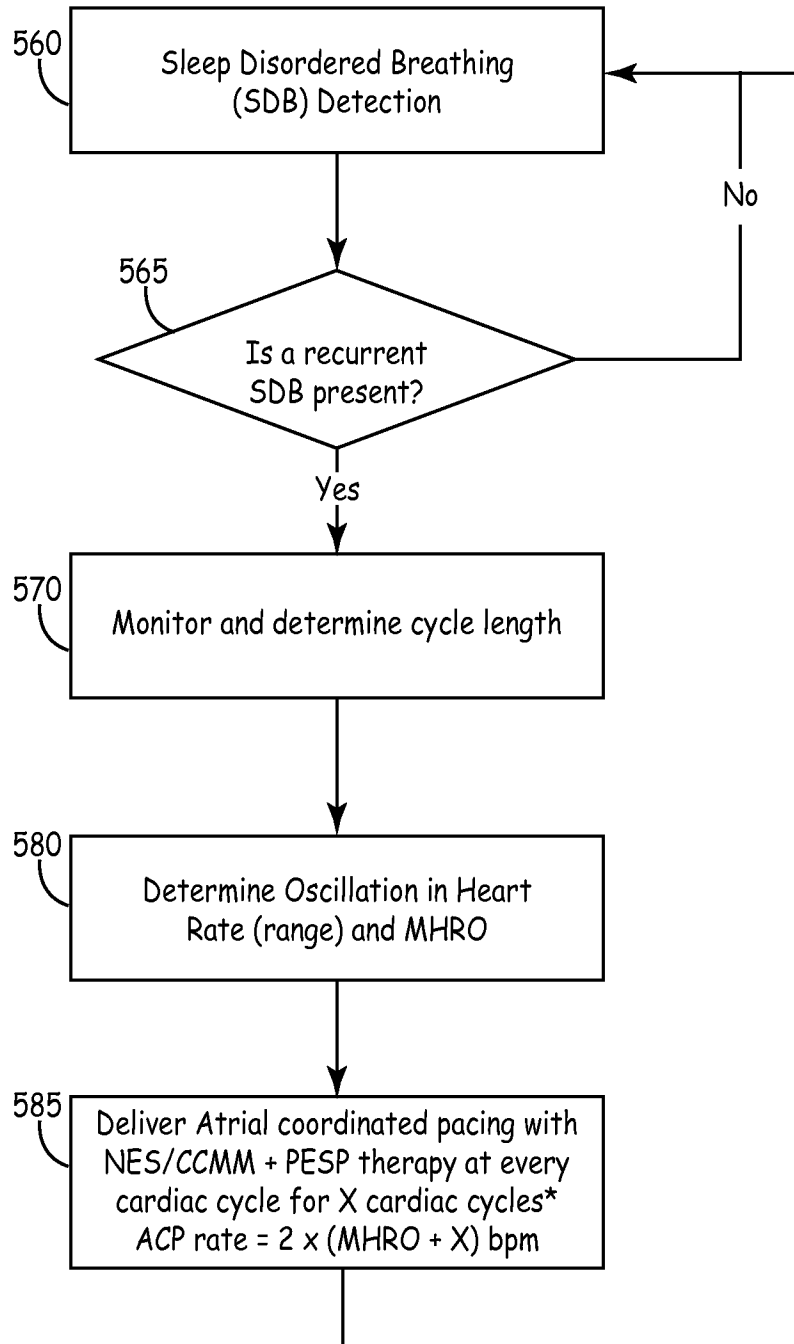 560
Sleep Disordered Breathing
(SDB) Detection
No
565
Is a recurrent
SDB present?
Yes
570
Monitor and determine cycle length
580
Determine Oscillation in Heart
Rate (range) and MHRO
585
Deliver Atrial coordinated pacing with
NES/CCMM + PESP therapy at every
cardiac cycle for X cardiac cycles*
ACP rate = 2 x (MHRO + X) bpm